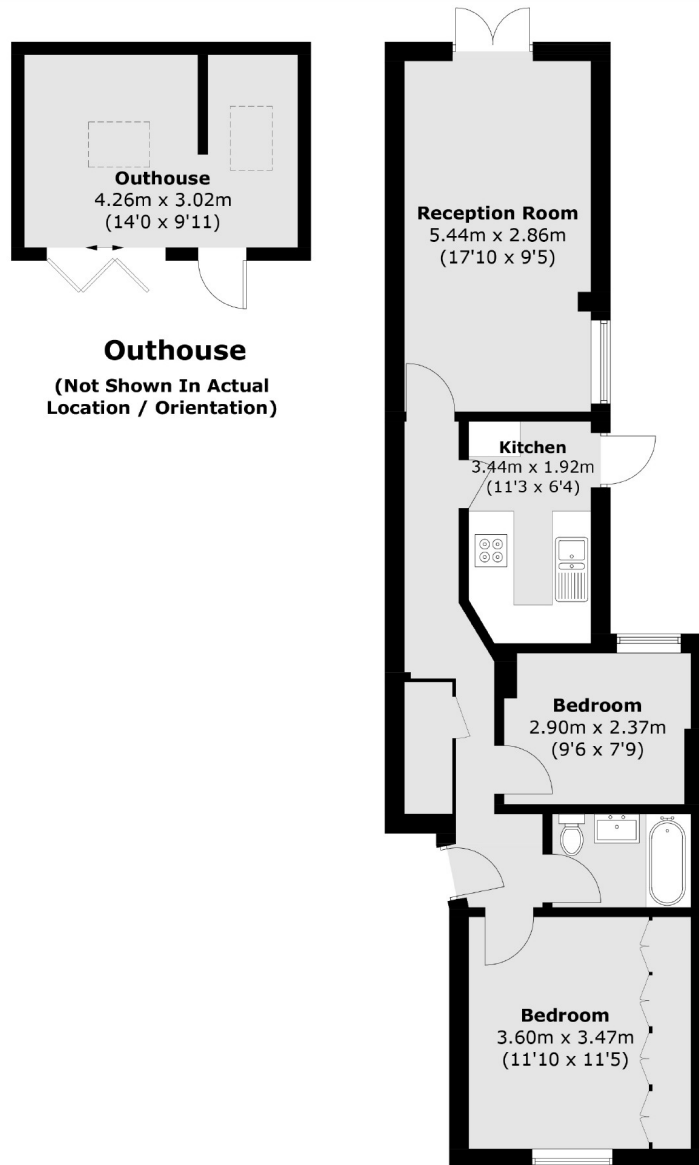 Outhouse
4.26m x 3.02m
(14'0 x 9'11)
Outhouse
(Not Shown In Actual
Location / Orientation)
Reception Room
5.44m x 2.86m
(17'10 x 9'5)
Kitchen
3.44m x 1.92m
(11'3 x 6'4)
Bedroom
2.90m x 2.37m
(9'6 x 7'9)
Bedroom
3.60m x 3.47m
(11'10 x 11'5)